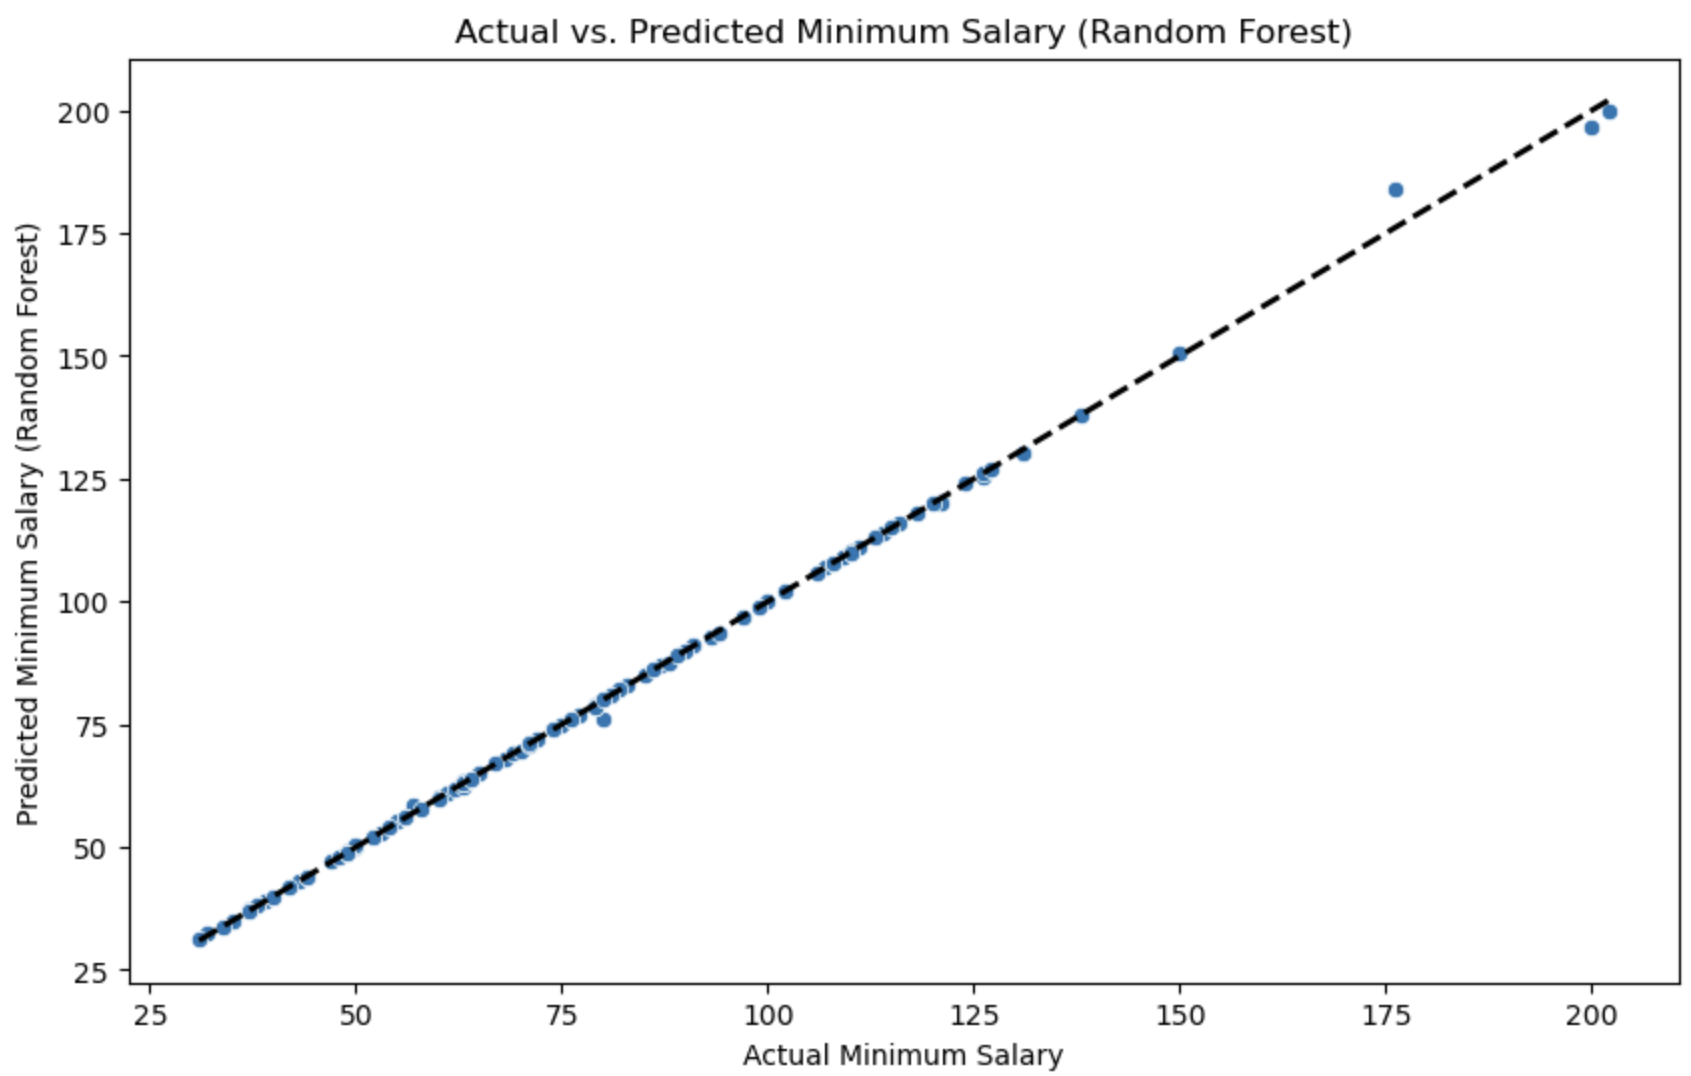 Actual vs. Predicted Minimum Salary (Random Forest)
Predicted Minimum Salary (Random Forest)
200
175
150
125
100
75
50
25
25 50 75 100 125 150 175 200
Actual Minimum Salary